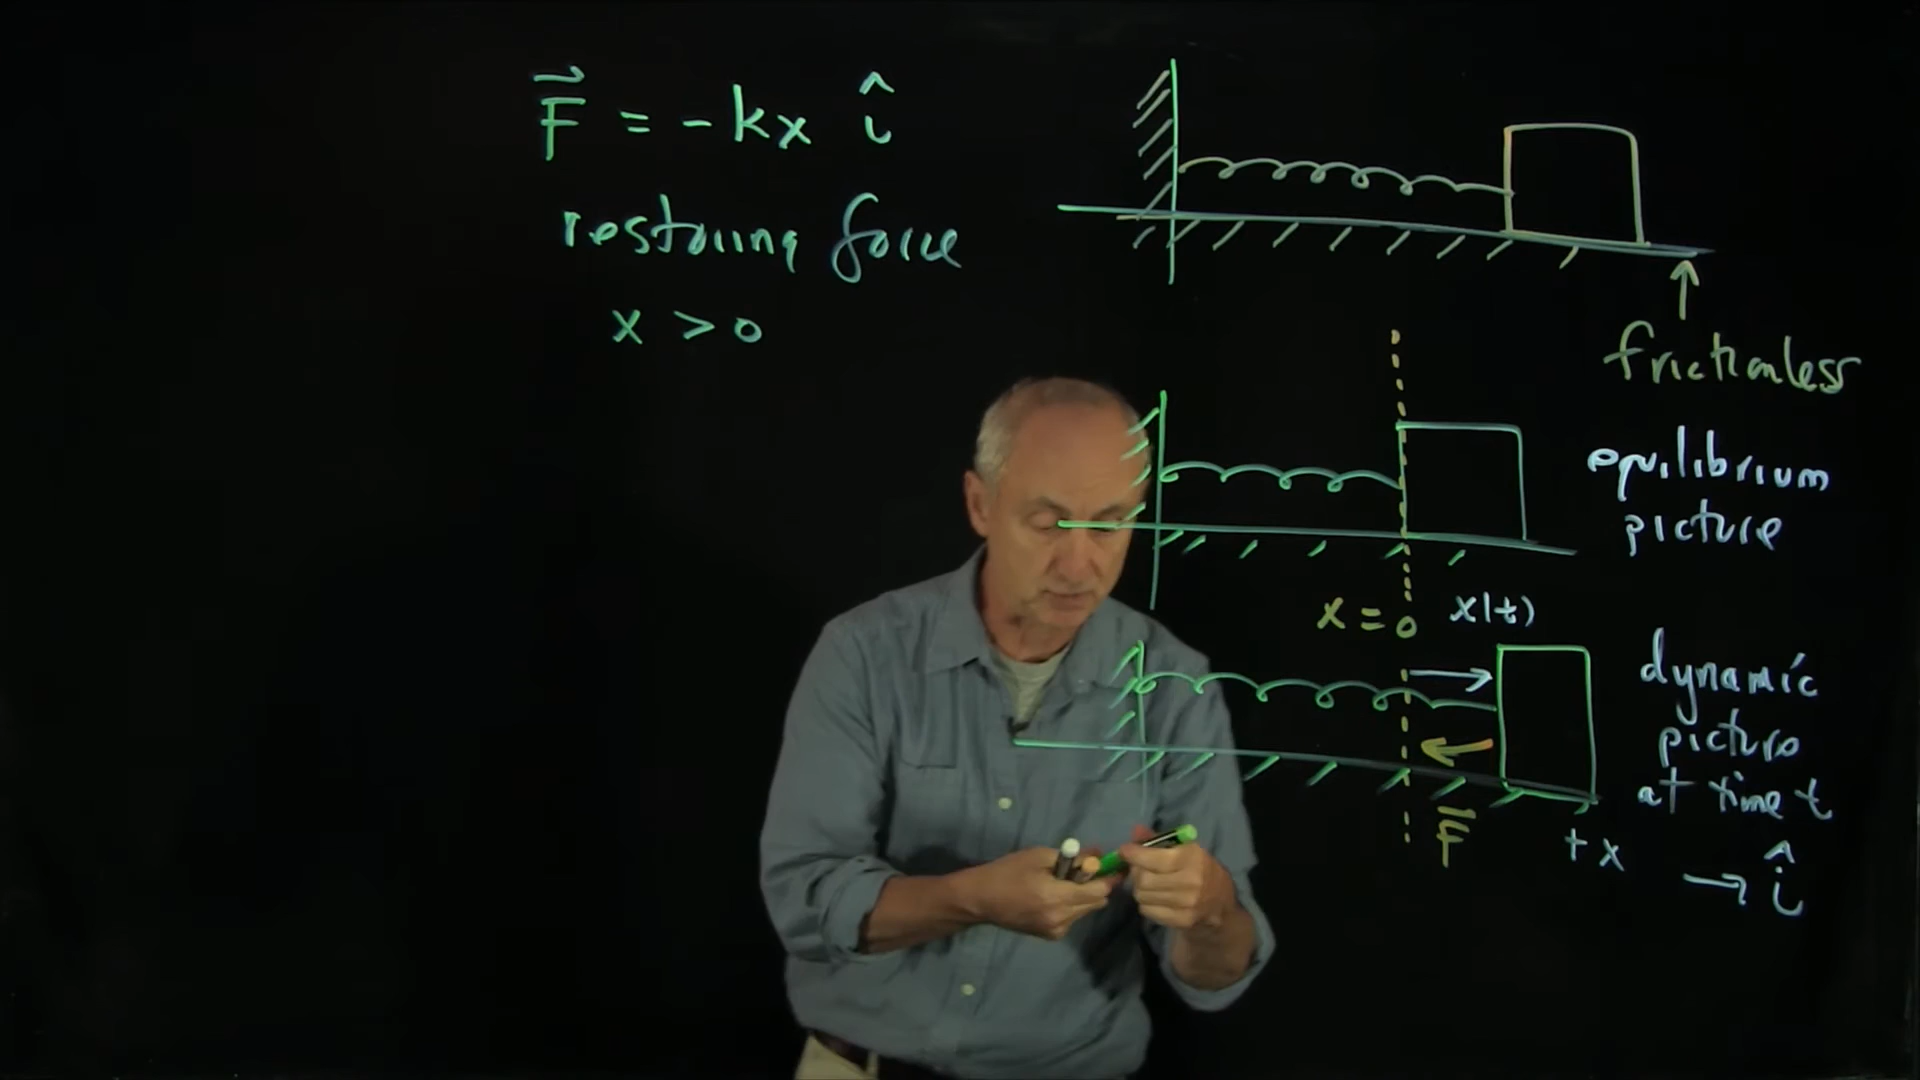 F⃗ = -kx î
restoring force
x > 0
frictionless
equilibrium
picture
x = 0
x(t)
dynamic
picture
at time t
F⃗
+x
→ î